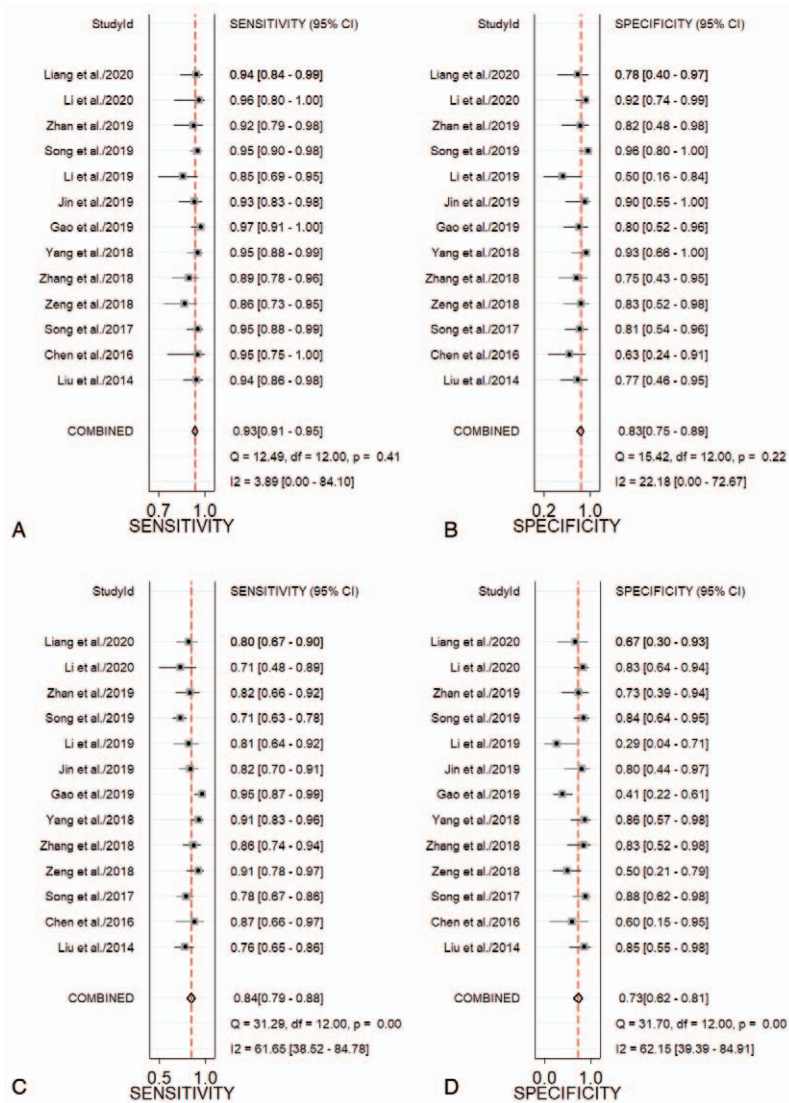 StudyId SENSITIVITY (95% CI)
Liang et al./2020 0.94 [0.84 - 0.99]
Li et al./2020 0.96 [0.80 - 1.00]
Zhan et al./2019 0.92 [0.79 - 0.98]
Song et al./2019 0.95 [0.90 - 0.98]
Li et al./2019 0.85 [0.69 - 0.95]
Jin et al./2019 0.93 [0.83 - 0.98]
Gao et al./2019 0.97 [0.91 - 1.00]
Yang et al./2018 0.95 [0.88 - 0.99]
Zhang et al./2018 0.89 [0.78 - 0.96]
Zeng et al./2018 0.86 [0.73 - 0.95]
Song et al./2017 0.95 [0.88 - 0.99]
Chen et al./2016 0.95 [0.75 - 1.00]
Liu et al./2014 0.94 [0.86 - 0.98]
COMBINED 0.93[0.91 - 0.95]
Q = 12.49, df = 12.00, p = 0.41
I2 = 3.89 [0.00 - 84.10]
0.7 1.0
A SENSITIVITY
StudyId SPECIFICITY (95% CI)
Liang et al./2020 0.78 [0.40 - 0.97]
Li et al./2020 0.92 [0.74 - 0.99]
Zhan et al./2019 0.82 [0.48 - 0.98]
Song et al./2019 0.96 [0.80 - 1.00]
Li et al./2019 0.50 [0.16 - 0.84]
Jin et al./2019 0.90 [0.55 - 1.00]
Gao et al./2019 0.80 [0.52 - 0.96]
Yang et al./2018 0.93 [0.66 - 1.00]
Zhang et al./2018 0.75 [0.43 - 0.95]
Zeng et al./2018 0.83 [0.52 - 0.98]
Song et al./2017 0.81 [0.54 - 0.96]
Chen et al./2016 0.63 [0.24 - 0.91]
Liu et al./2014 0.77 [0.46 - 0.95]
COMBINED 0.83[0.75 - 0.89]
Q = 15.42, df = 12.00, p = 0.22
I2 = 22.18 [0.00 - 72.67]
0.2 1.0
B SPECIFICITY
StudyId SENSITIVITY (95% CI)
Liang et al./2020 0.80 [0.67 - 0.90]
Li et al./2020 0.71 [0.48 - 0.89]
Zhan et al./2019 0.82 [0.66 - 0.92]
Song et al./2019 0.71 [0.63 - 0.78]
Li et al./2019 0.81 [0.64 - 0.92]
Jin et al./2019 0.82 [0.70 - 0.91]
Gao et al./2019 0.95 [0.87 - 0.99]
Yang et al./2018 0.91 [0.83 - 0.96]
Zhang et al./2018 0.86 [0.74 - 0.94]
Zeng et al./2018 0.91 [0.78 - 0.97]
Song et al./2017 0.78 [0.67 - 0.86]
Chen et al./2016 0.87 [0.66 - 0.97]
Liu et al./2014 0.76 [0.65 - 0.86]
COMBINED 0.84[0.79 - 0.88]
Q = 31.29, df = 12.00, p = 0.00
I2 = 61.65 [38.52 - 84.78]
0.5 1.0
C SENSITIVITY
StudyId SPECIFICITY (95% CI)
Liang et al./2020 0.67 [0.30 - 0.93]
Li et al./2020 0.83 [0.64 - 0.94]
Zhan et al./2019 0.73 [0.39 - 0.94]
Song et al./2019 0.84 [0.64 - 0.95]
Li et al./2019 0.29 [0.04 - 0.71]
Jin et al./2019 0.80 [0.44 - 0.97]
Gao et al./2019 0.41 [0.22 - 0.61]
Yang et al./2018 0.86 [0.57 - 0.98]
Zhang et al./2018 0.83 [0.52 - 0.98]
Zeng et al./2018 0.50 [0.21 - 0.79]
Song et al./2017 0.88 [0.62 - 0.98]
Chen et al./2016 0.60 [0.15 - 0.95]
Liu et al./2014 0.85 [0.55 - 0.98]
COMBINED 0.73[0.62 - 0.81]
Q = 31.70, df = 12.00, p = 0.00
I2 = 62.15 [39.39 - 84.91]
0.0 1.0
D SPECIFICITY